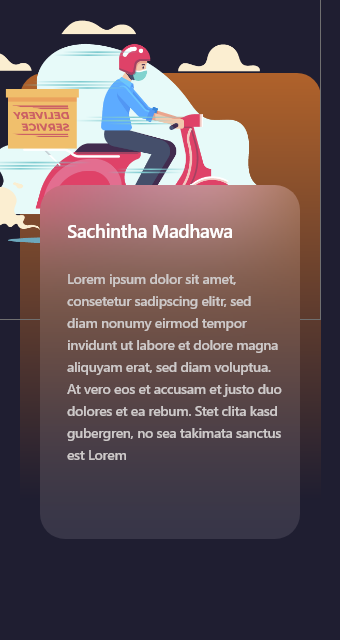 DELIVERY
SERVICE
Sachintha Madhawa
Lorem ipsum dolor sit amet,
consetetur sadipscing elitr, sed
diam nonumy eirmod tempor
invidunt ut labore et dolore magna
aliquyam erat, sed diam voluptua.
At vero eos et accusam et justo duo
dolores et ea rebum. Stet clita kasd
gubergren, no sea takimata sanctus
est Lorem